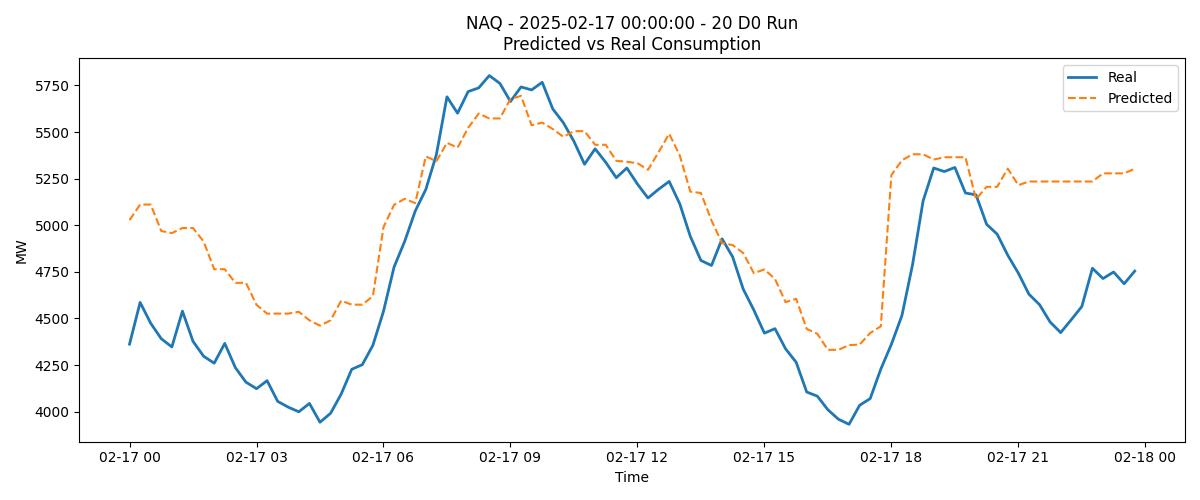 NAQ - 2025-02-17 00:00:00 - 20 D0 Run
Predicted vs Real Consumption
Real
Predicted
MW
5750
5500
5250
5000
4750
4500
4250
4000
02-17 00
02-17 03
02-17 06
02-17 09
02-17 12
02-17 15
02-17 18
02-17 21
02-18 00
Time